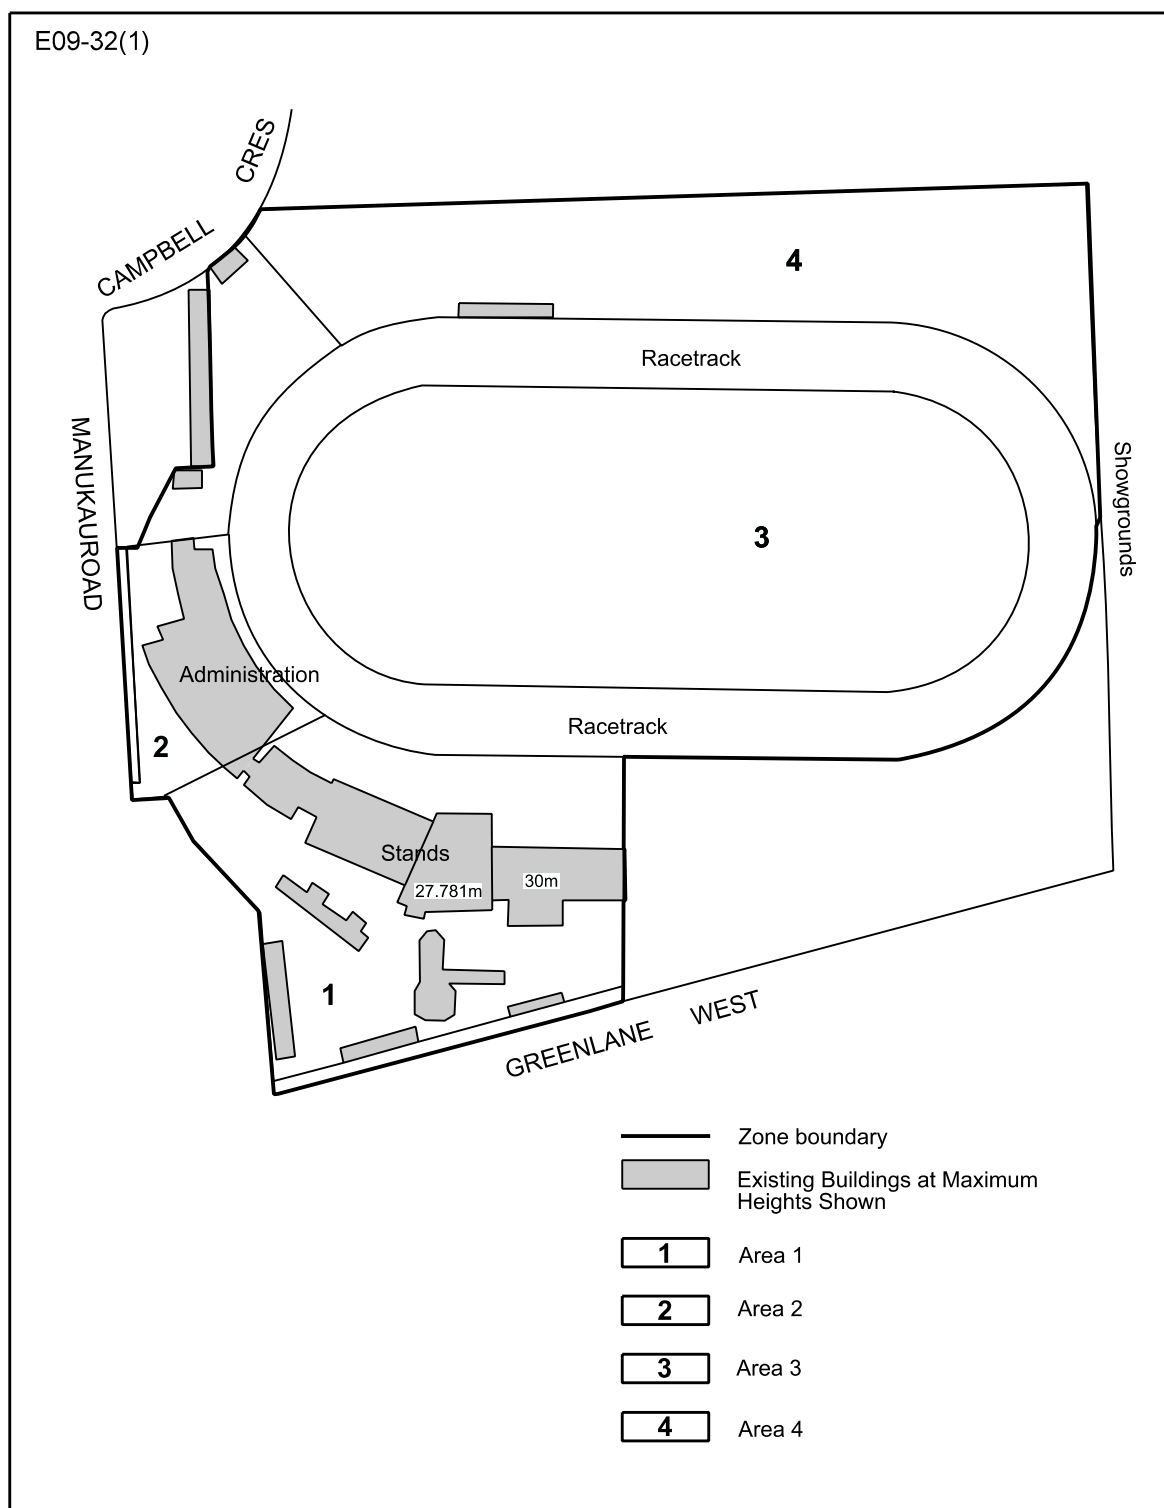 E09-32(1)
CRES
CAMPBELL
4
Racetrack
MANUKAUROAD
Showgrounds
3
Administration
Racetrack
2
Stands
27.781m
30m
1
GREENLANE WEST
Zone boundary
Existing Buildings at Maximum
Heights Shown
1 Area 1
2 Area 2
3 Area 3
4 Area 4